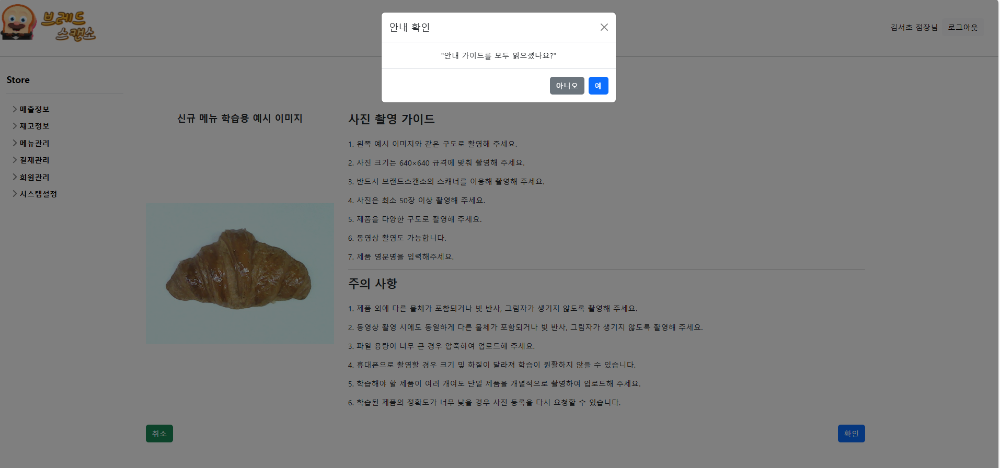 브레드
스캔소
김서초 점장님 로그아웃
안내 확인
"안내 가이드를 모두 읽으셨나요?"
아니오 예
Store
매출정보
재고정보
메뉴관리
결제관리
회원관리
시스템설정
신규 메뉴 학습용 예시 이미지
사진 촬영 가이드
1. 왼쪽 예시 이미지와 같은 구도로 촬영해 주세요.
2. 사진 크기는 640×640 규격에 맞춰 촬영해 주세요.
3. 반드시 브랜드스캔소의 스캐너를 이용해 촬영해 주세요.
4. 사진은 최소 50장 이상 촬영해 주세요.
5. 제품을 다양한 구도로 촬영해 주세요.
6. 동영상 촬영도 가능합니다.
7. 제품 영문명을 입력해주세요.
주의 사항
1. 제품 외에 다른 물체가 포함되거나 빛 반사, 그림자가 생기지 않도록 촬영해 주세요.
2. 동영상 촬영 시에도 동일하게 다른 물체가 포함되거나 빛 반사, 그림자가 생기지 않도록 촬영해 주세요.
3. 파일 용량이 너무 큰 경우 압축하여 업로드해 주세요.
4. 휴대폰으로 촬영할 경우 크기 및 화질이 달라져 학습이 원활하지 않을 수 있습니다.
5. 학습해야 할 제품이 여러 개여도 단일 제품을 개별적으로 촬영하여 업로드해 주세요.
6. 학습된 제품의 정확도가 너무 낮을 경우 사진 등록을 다시 요청할 수 있습니다.
취소 확인